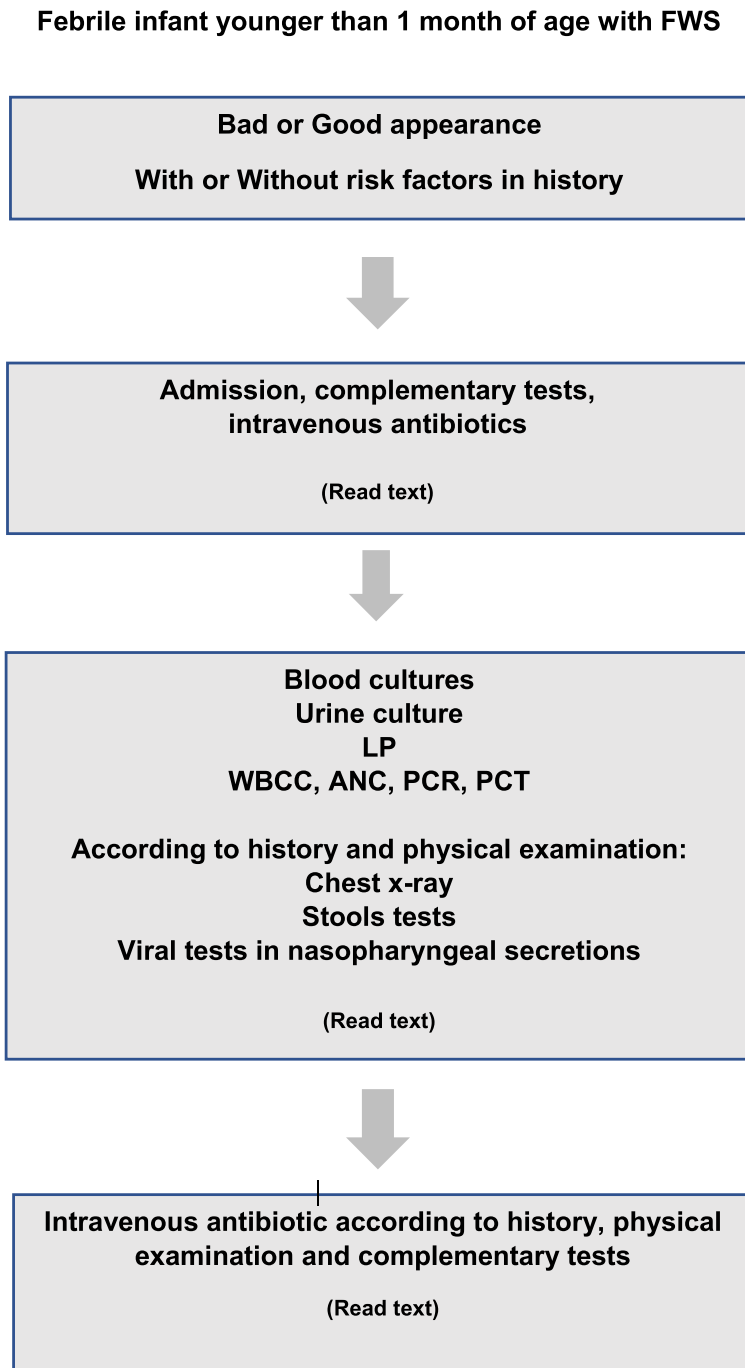 Febrile infant younger than 1 month of age with FWS
Bad or Good appearance
With or Without risk factors in history
Admission, complementary tests,
intravenous antibiotics
(Read text)
Blood cultures
Urine culture
LP
WBCC, ANC, PCR, PCT
According to history and physical examination:
Chest x-ray
Stools tests
Viral tests in nasopharyngeal secretions
(Read text)
Intravenous antibiotic according to history, physical
examination and complementary tests
(Read text)